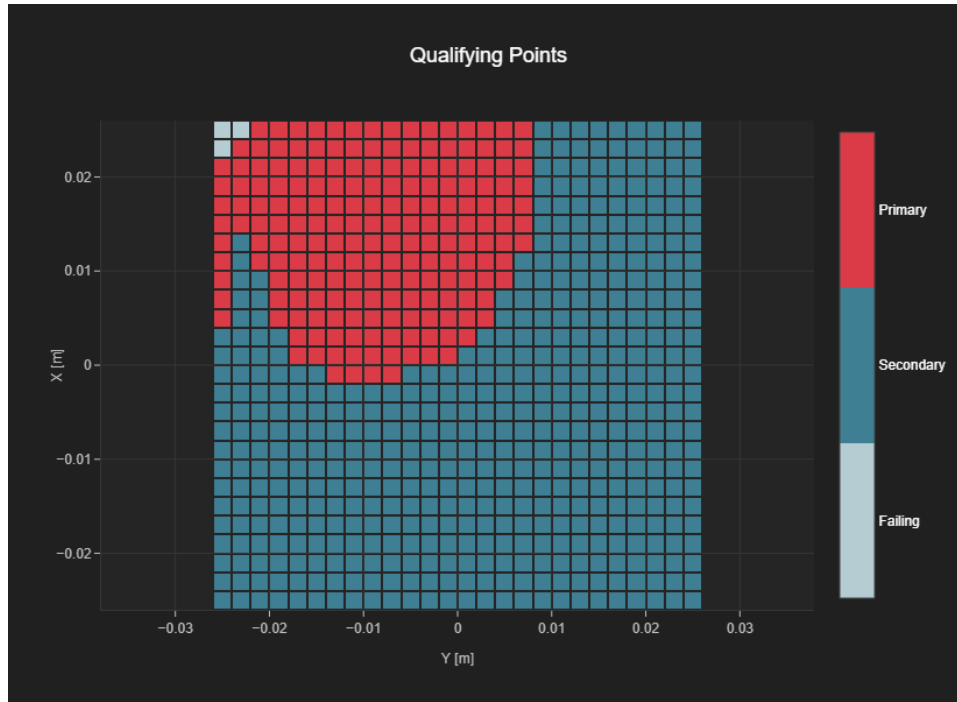 Qualifying Points
0.02
0.01
0
−0.01
−0.02
X [m]
−0.03
−0.02
−0.01
0
0.01
0.02
0.03
Y [m]
Primary
Secondary
Failing